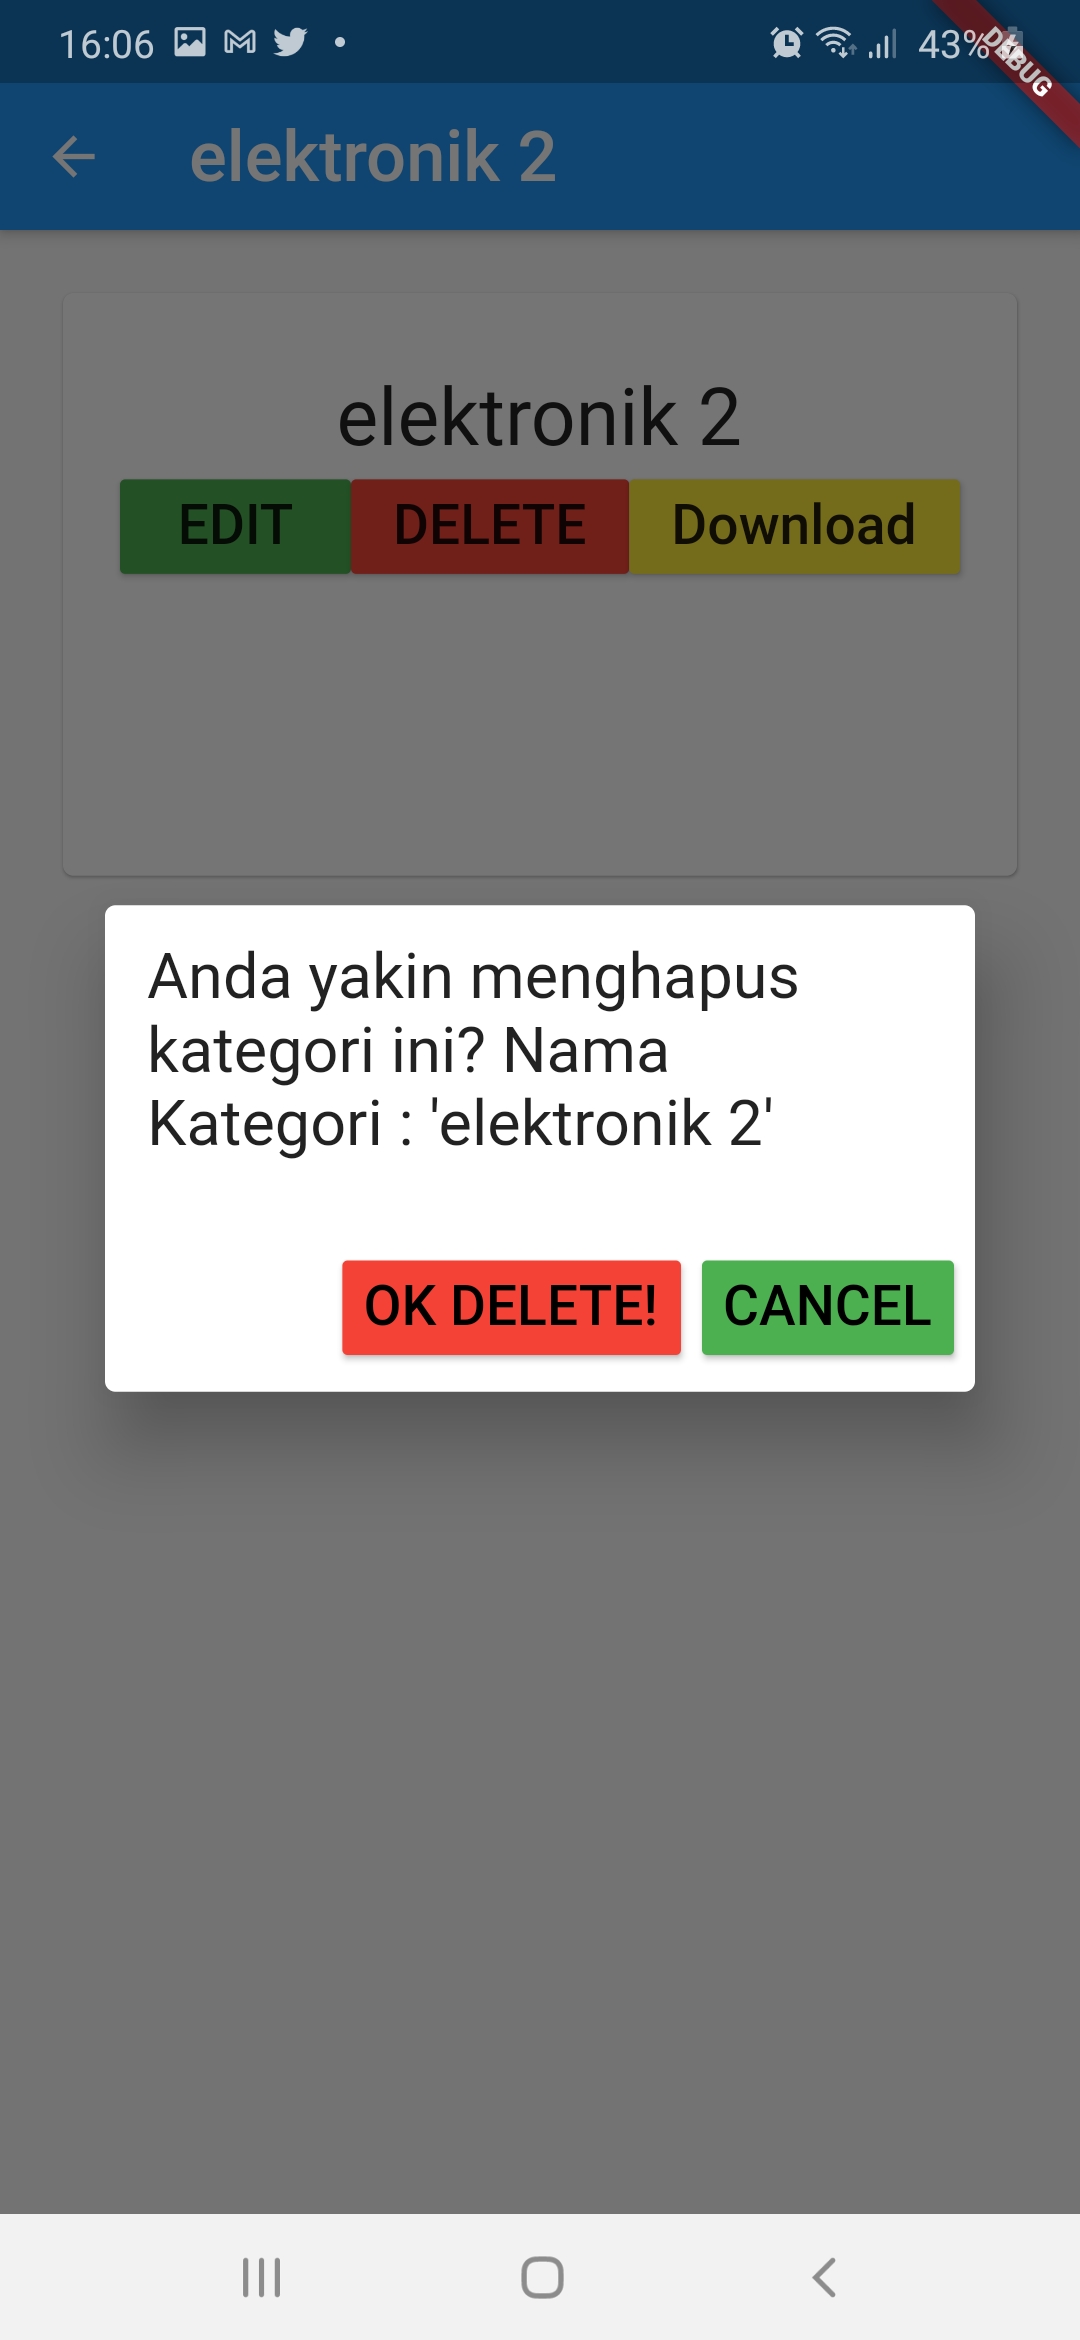 16:06
43%
DEBUG
elektronik 2
elektronik 2
EDIT DELETE Download
Anda yakin menghapus
kategori ini? Nama
Kategori : 'elektronik 2'
OK DELETE! CANCEL